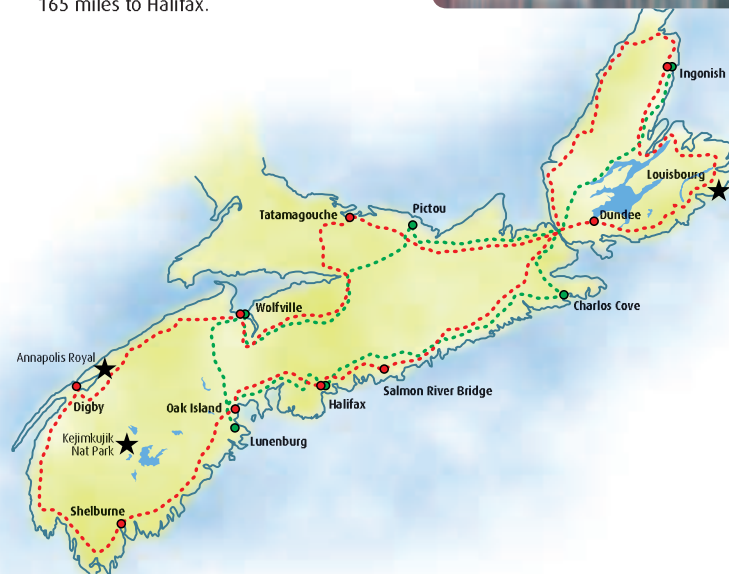 165 miles to Halifax.
Ingonish
Louisbourg
Pictou
Tatamagouche
Dundee
Wolfville
Charlos Cove
Annapolis Royal
Digby
Oak Island
Halifax
Salmon River Bridge
Lunenburg
Kejimkujik
Nat Park
Shelburne